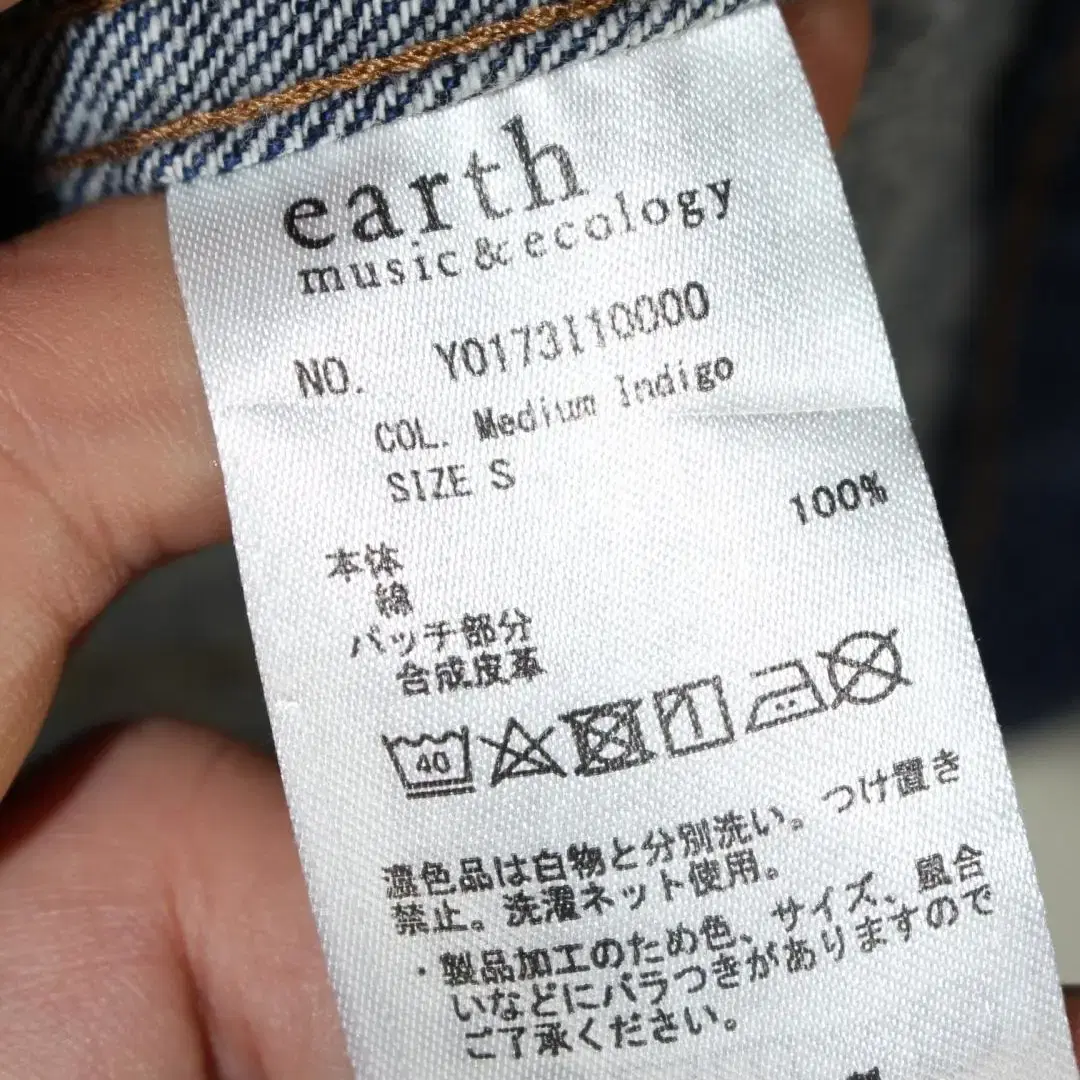 earth
music & ecology
NO. Y0173110000
COL. Medium Indigo
SIZE S
100%
本体
綿
パッチ部分
合成皮革
40
濃色品は白物と分別洗い。つけ置き
禁止。洗濯ネット使用。
・製品加工のため色、サイズ、風合
いなどにバラつきがありますので
ご了承ください。